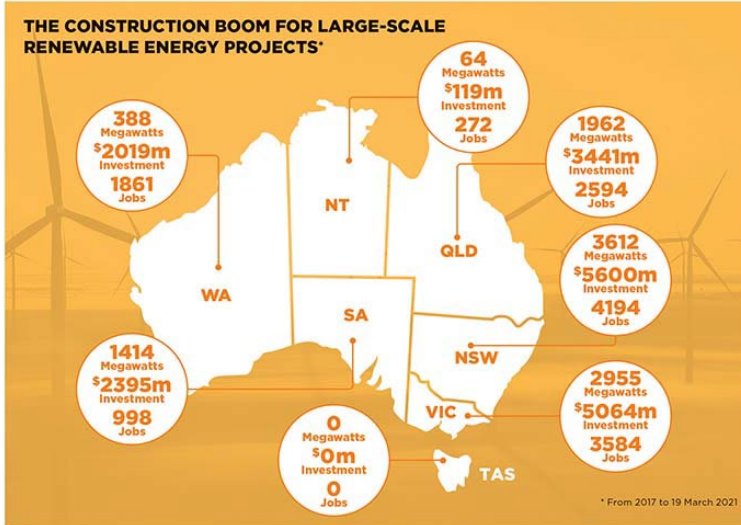 THE CONSTRUCTION BOOM FOR LARGE-SCALE
RENEWABLE ENERGY PROJECTS*
64
Megawatts
$119m
Investment
272
Jobs
388
Megawatts
$2019m
Investment
1861
Jobs
1962
Megawatts
$3441m
Investment
2594
Jobs
NT
QLD
3612
Megawatts
$5600m
Investment
4194
Jobs
WA
SA
NSW
1414
Megawatts
$2395m
Investment
998
Jobs
2955
Megawatts
$5064m
Investment
3584
Jobs
VIC
0
Megawatts
$0m
Investment
0
Jobs
TAS
* From 2017 to 19 March 2021